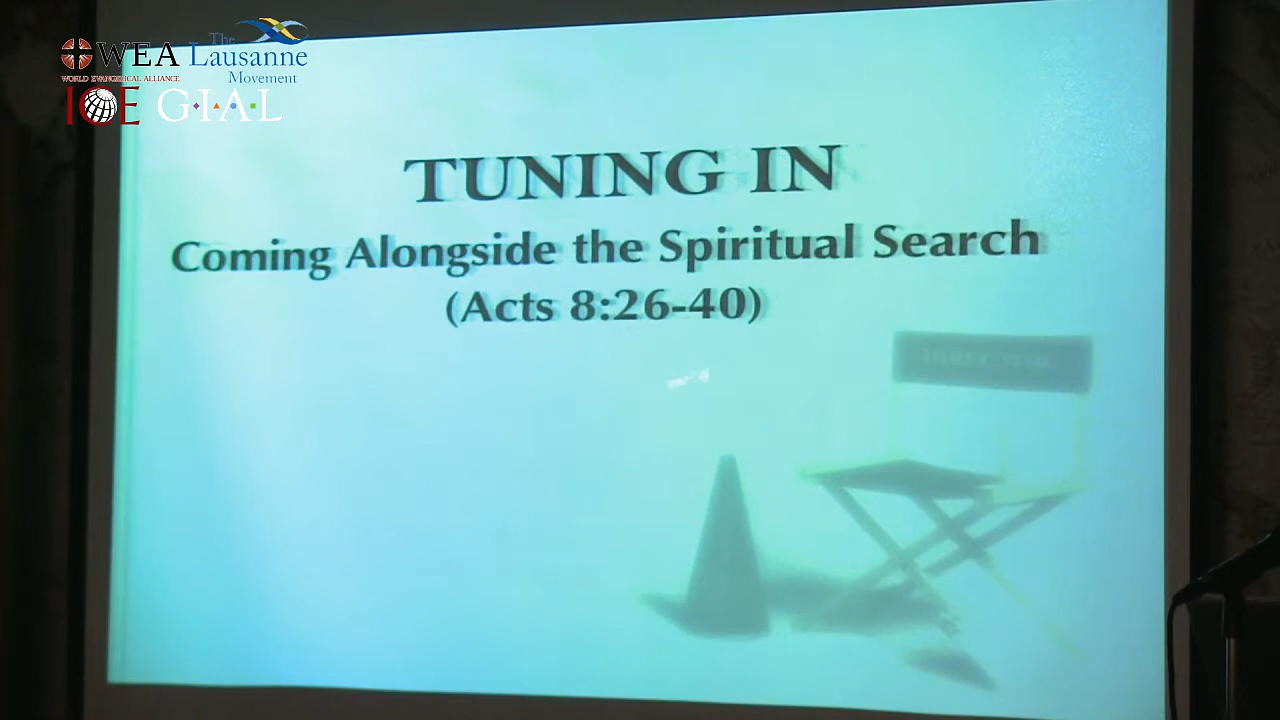 WEA
WORLD EVANGELICAL ALLIANCE
The
Lausanne
Movement
GIAL
TUNING IN
Coming Alongside the Spiritual Search
(Acts 8:26-40)